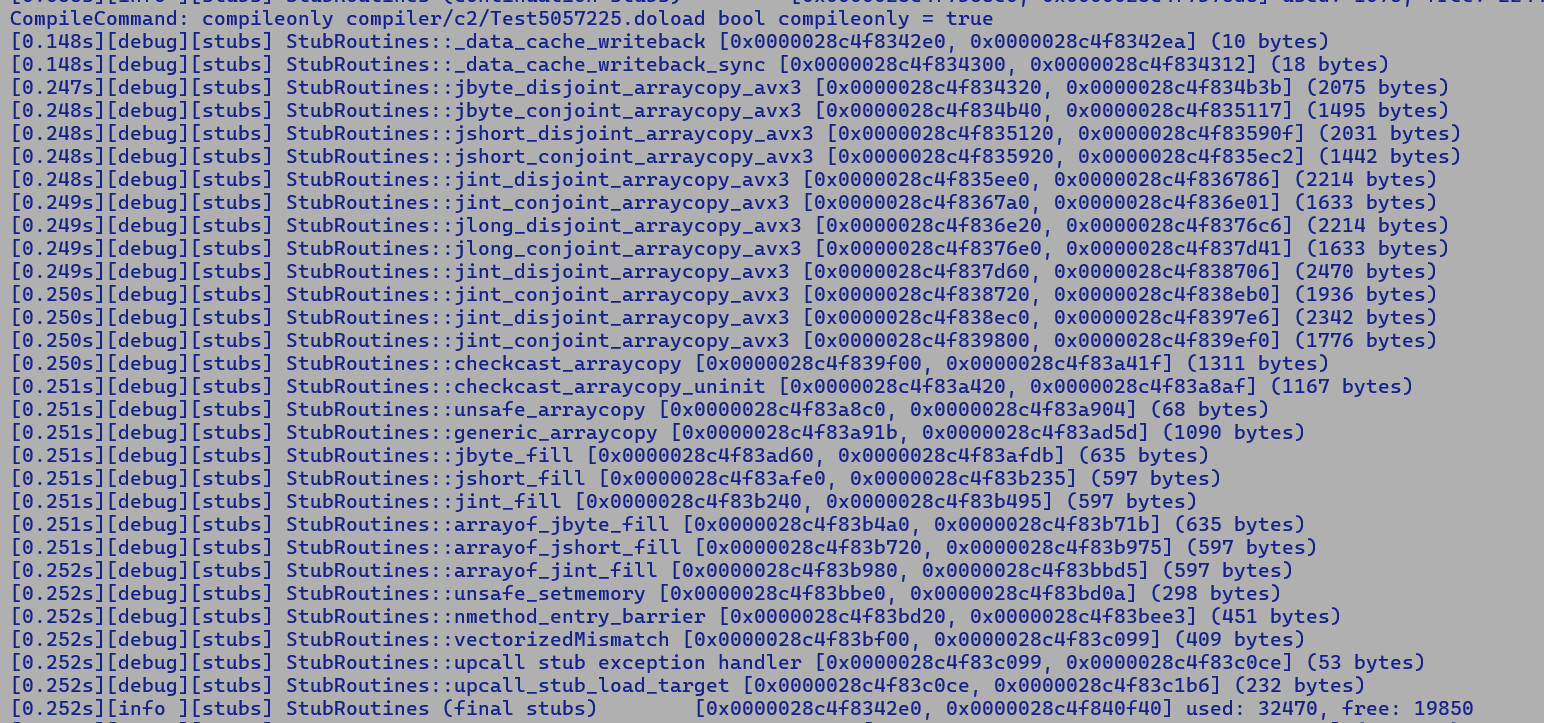 CompileCommand: compileonly compiler/c2/Test5057225.doload bool compileonly = true
[0.148s][debug][stubs] StubRoutines::_data_cache_writeback [0x0000028c4f8342e0, 0x0000028c4f8342ea] (10 bytes)
[0.148s][debug][stubs] StubRoutines::_data_cache_writeback_sync [0x0000028c4f834300, 0x0000028c4f834312] (18 bytes)
[0.247s][debug][stubs] StubRoutines::jbyte_disjoint_arraycopy_avx3 [0x0000028c4f834320, 0x0000028c4f834b3b] (2075 bytes)
[0.248s][debug][stubs] StubRoutines::jbyte_conjoint_arraycopy_avx3 [0x0000028c4f834b40, 0x0000028c4f835117] (1495 bytes)
[0.248s][debug][stubs] StubRoutines::jshort_disjoint_arraycopy_avx3 [0x0000028c4f835120, 0x0000028c4f83590f] (2031 bytes)
[0.248s][debug][stubs] StubRoutines::jshort_conjoint_arraycopy_avx3 [0x0000028c4f835920, 0x0000028c4f835ec2] (1442 bytes)
[0.248s][debug][stubs] StubRoutines::jint_disjoint_arraycopy_avx3 [0x0000028c4f835ee0, 0x0000028c4f836786] (2214 bytes)
[0.249s][debug][stubs] StubRoutines::jint_conjoint_arraycopy_avx3 [0x0000028c4f8367a0, 0x0000028c4f836e01] (1633 bytes)
[0.249s][debug][stubs] StubRoutines::jlong_disjoint_arraycopy_avx3 [0x0000028c4f836e20, 0x0000028c4f8376c6] (2214 bytes)
[0.249s][debug][stubs] StubRoutines::jlong_conjoint_arraycopy_avx3 [0x0000028c4f8376e0, 0x0000028c4f837d41] (1633 bytes)
[0.249s][debug][stubs] StubRoutines::jint_disjoint_arraycopy_avx3 [0x0000028c4f837d60, 0x0000028c4f838706] (2470 bytes)
[0.250s][debug][stubs] StubRoutines::jint_conjoint_arraycopy_avx3 [0x0000028c4f838720, 0x0000028c4f838eb0] (1936 bytes)
[0.250s][debug][stubs] StubRoutines::jint_disjoint_arraycopy_avx3 [0x0000028c4f838ec0, 0x0000028c4f8397e6] (2342 bytes)
[0.250s][debug][stubs] StubRoutines::jint_conjoint_arraycopy_avx3 [0x0000028c4f839800, 0x0000028c4f839ef0] (1776 bytes)
[0.250s][debug][stubs] StubRoutines::checkcast_arraycopy [0x0000028c4f839f00, 0x0000028c4f83a41f] (1311 bytes)
[0.251s][debug][stubs] StubRoutines::checkcast_arraycopy_uninit [0x0000028c4f83a420, 0x0000028c4f83a8af] (1167 bytes)
[0.251s][debug][stubs] StubRoutines::unsafe_arraycopy [0x0000028c4f83a8c0, 0x0000028c4f83a904] (68 bytes)
[0.251s][debug][stubs] StubRoutines::generic_arraycopy [0x0000028c4f83a91b, 0x0000028c4f83ad5d] (1090 bytes)
[0.251s][debug][stubs] StubRoutines::jbyte_fill [0x0000028c4f83ad60, 0x0000028c4f83afdb] (635 bytes)
[0.251s][debug][stubs] StubRoutines::jshort_fill [0x0000028c4f83afe0, 0x0000028c4f83b235] (597 bytes)
[0.251s][debug][stubs] StubRoutines::jint_fill [0x0000028c4f83b240, 0x0000028c4f83b495] (597 bytes)
[0.251s][debug][stubs] StubRoutines::arrayof_jbyte_fill [0x0000028c4f83b4a0, 0x0000028c4f83b71b] (635 bytes)
[0.251s][debug][stubs] StubRoutines::arrayof_jshort_fill [0x0000028c4f83b720, 0x0000028c4f83b975] (597 bytes)
[0.252s][debug][stubs] StubRoutines::arrayof_jint_fill [0x0000028c4f83b980, 0x0000028c4f83bbd5] (597 bytes)
[0.252s][debug][stubs] StubRoutines::unsafe_setmemory [0x0000028c4f83bbe0, 0x0000028c4f83bd0a] (298 bytes)
[0.252s][debug][stubs] StubRoutines::nmethod_entry_barrier [0x0000028c4f83bd20, 0x0000028c4f83bee3] (451 bytes)
[0.252s][debug][stubs] StubRoutines::vectorizedMismatch [0x0000028c4f83bf00, 0x0000028c4f83c099] (409 bytes)
[0.252s][debug][stubs] StubRoutines::upcall stub exception handler [0x0000028c4f83c099, 0x0000028c4f83c0ce] (53 bytes)
[0.252s][debug][stubs] StubRoutines::upcall_stub_load_target [0x0000028c4f83c0ce, 0x0000028c4f83c1b6] (232 bytes)
[0.252s][info ][stubs] StubRoutines (final stubs) [0x0000028c4f8342e0, 0x0000028c4f840f40] used: 32470, free: 19850